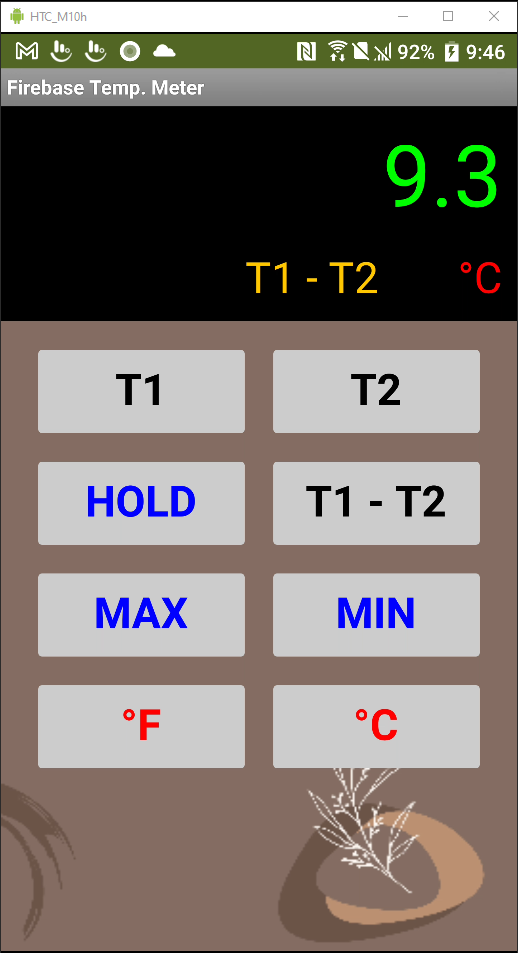 HTC_M10h
92% 9:46
Firebase Temp. Meter
9.3
T1 - T2 °C
T1 T2
HOLD T1 - T2
MAX MIN
°F °C